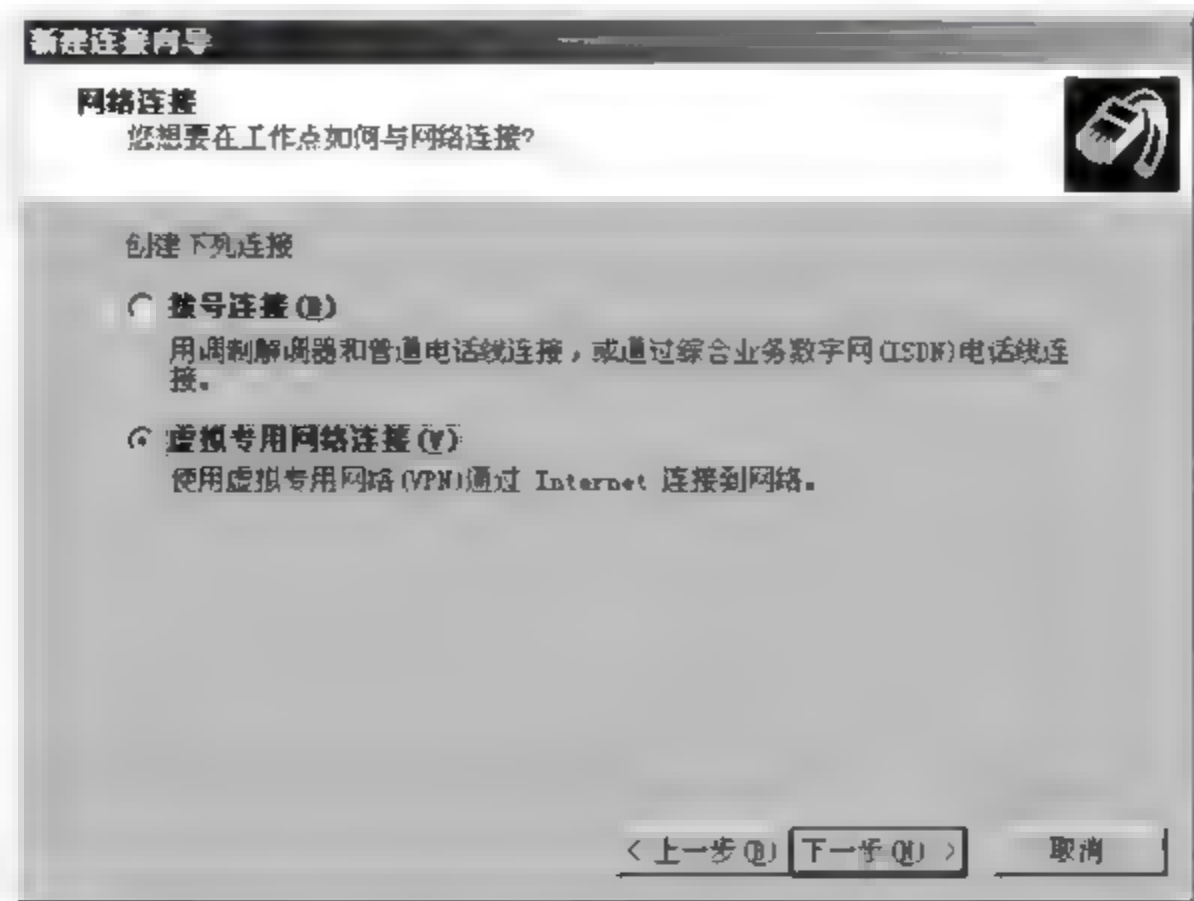 新建连接向导
网络连接
您想要在工作点如何与网络连接?
创建下列连接
拨号连接(D)
用调制解调器和普通电话线连接，或通过综合业务数字网(ISDN)电话线连
接。
虚拟专用网络连接(V)
使用虚拟专用网络(VPN)通过 Internet 连接到网络。
< 上一步(B) 下一步(N) > 取消